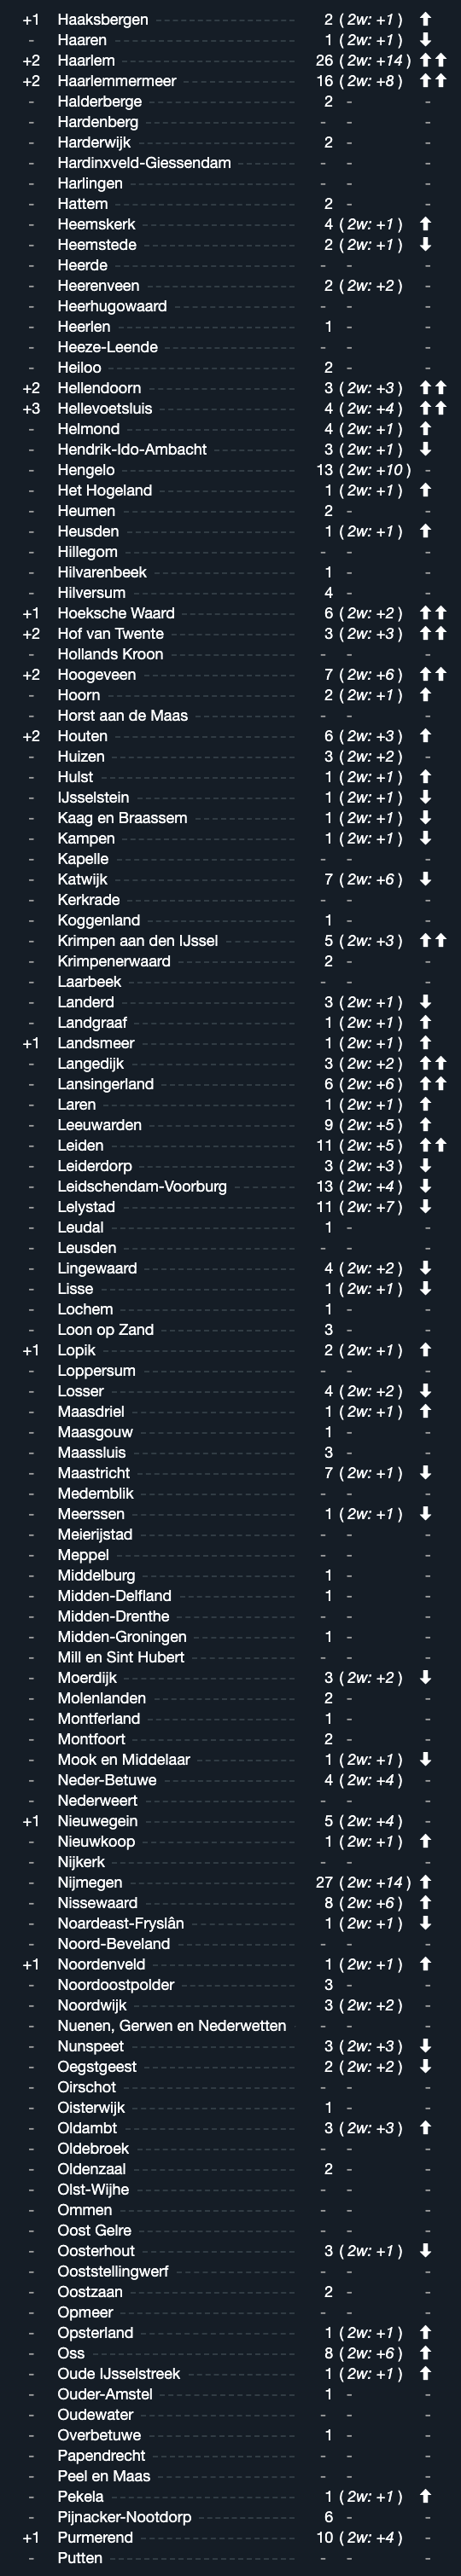 +1 Haaksbergen 2 ( 2w: +1 ) ⬆
- Haaren 1 ( 2w: +1 ) ⬇
+2 Haarlem 26 ( 2w: +14 ) ⬆⬆
+2 Haarlemmermeer 16 ( 2w: +8 ) ⬆⬆
- Halderberge 2 - -
- Hardenberg - - -
- Harderwijk 2 - -
- Hardinxveld-Giessendam - - -
- Harlingen - - -
- Hattem 2 - -
- Heemskerk 4 ( 2w: +1 ) ⬆
- Heemstede 2 ( 2w: +1 ) ⬇
- Heerde - - -
- Heerenveen 2 ( 2w: +2 ) -
- Heerhugowaard - - -
- Heerlen 1 - -
- Heeze-Leende - - -
- Heiloo 2 - -
+2 Hellendoorn 3 ( 2w: +3 ) ⬆⬆
+3 Hellevoetsluis 4 ( 2w: +4 ) ⬆⬆
- Helmond 4 ( 2w: +1 ) ⬆
- Hendrik-Ido-Ambacht 3 ( 2w: +1 ) ⬇
- Hengelo 13 ( 2w: +10 ) -
- Het Hogeland 1 ( 2w: +1 ) ⬆
- Heumen 2 - -
- Heusden 1 ( 2w: +1 ) ⬆
- Hillegom - - -
- Hilvarenbeek 1 - -
- Hilversum 4 - -
+1 Hoeksche Waard 6 ( 2w: +2 ) ⬆⬆
+2 Hof van Twente 3 ( 2w: +3 ) ⬆⬆
- Hollands Kroon - - -
+2 Hoogeveen 7 ( 2w: +6 ) ⬆⬆
- Hoorn 2 ( 2w: +1 ) ⬆
- Horst aan de Maas - - -
+2 Houten 6 ( 2w: +3 ) ⬆
- Huizen 3 ( 2w: +2 ) -
- Hulst 1 ( 2w: +1 ) ⬆
- IJsselstein 1 ( 2w: +1 ) ⬇
- Kaag en Braassem 1 ( 2w: +1 ) ⬇
- Kampen 1 ( 2w: +1 ) ⬇
- Kapelle - - -
- Katwijk 7 ( 2w: +6 ) ⬇
- Kerkrade - - -
- Koggenland 1 - -
- Krimpen aan den IJssel 5 ( 2w: +3 ) ⬆⬆
- Krimpenerwaard 2 - -
- Laarbeek - - -
- Landerd 3 ( 2w: +1 ) ⬇
- Landgraaf 1 ( 2w: +1 ) ⬆
+1 Landsmeer 1 ( 2w: +1 ) ⬆
- Langedijk 3 ( 2w: +2 ) ⬆⬆
- Lansingerland 6 ( 2w: +6 ) ⬆⬆
- Laren 1 ( 2w: +1 ) ⬆
- Leeuwarden 9 ( 2w: +5 ) ⬆
- Leiden 11 ( 2w: +5 ) ⬆⬆
- Leiderdorp 3 ( 2w: +3 ) ⬇
- Leidschendam-Voorburg 13 ( 2w: +4 ) ⬇
- Lelystad 11 ( 2w: +7 ) ⬇
- Leudal 1 - -
- Leusden - - -
- Lingewaard 4 ( 2w: +2 ) ⬇
- Lisse 1 ( 2w: +1 ) ⬇
- Lochem 1 - -
- Loon op Zand 3 - -
+1 Lopik 2 ( 2w: +1 ) ⬆
- Loppersum - - -
- Losser 4 ( 2w: +2 ) ⬇
- Maasdriel 1 ( 2w: +1 ) ⬆
- Maasgouw 1 - -
- Maassluis 3 - -
- Maastricht 7 ( 2w: +1 ) ⬇
- Medemblik - - -
- Meerssen 1 ( 2w: +1 ) ⬇
- Meierijstad - - -
- Meppel - - -
- Middelburg 1 - -
- Midden-Delfland 1 - -
- Midden-Drenthe - - -
- Midden-Groningen 1 - -
- Mill en Sint Hubert - - -
- Moerdijk 3 ( 2w: +2 ) ⬇
- Molenlanden 2 - -
- Montferland 1 - -
- Montfoort 2 - -
- Mook en Middelaar 1 ( 2w: +1 ) ⬇
- Neder-Betuwe 4 ( 2w: +4 ) -
- Nederweert - - -
+1 Nieuwegein 5 ( 2w: +4 ) -
- Nieuwkoop 1 ( 2w: +1 ) ⬆
- Nijkerk - - -
- Nijmegen 27 ( 2w: +14 ) ⬆
- Nissewaard 8 ( 2w: +6 ) ⬆
- Noardeast-Fryslân 1 ( 2w: +1 ) ⬇
- Noord-Beveland - - -
+1 Noordenveld 1 ( 2w: +1 ) ⬆
- Noordoostpolder 3 - -
- Noordwijk 3 ( 2w: +2 ) -
- Nuenen, Gerwen en Nederwetten - - -
- Nunspeet 3 ( 2w: +3 ) ⬇
- Oegstgeest 2 ( 2w: +2 ) ⬇
- Oirschot - - -
- Oisterwijk 1 - -
- Oldambt 3 ( 2w: +3 ) ⬆
- Oldebroek - - -
- Oldenzaal 2 - -
- Olst-Wijhe - - -
- Ommen - - -
- Oost Gelre - - -
- Oosterhout 3 ( 2w: +1 ) ⬇
- Ooststellingwerf - - -
- Oostzaan 2 - -
- Opmeer - - -
- Opsterland 1 ( 2w: +1 ) ⬆
- Oss 8 ( 2w: +6 ) ⬆
- Oude IJsselstreek 1 ( 2w: +1 ) ⬆
- Ouder-Amstel 1 - -
- Oudewater - - -
- Overbetuwe 1 - -
- Papendrecht - - -
- Peel en Maas - - -
- Pekela 1 ( 2w: +1 ) ⬆
- Pijnacker-Nootdorp 6 - -
+1 Purmerend 10 ( 2w: +4 ) -
- Putten - - -